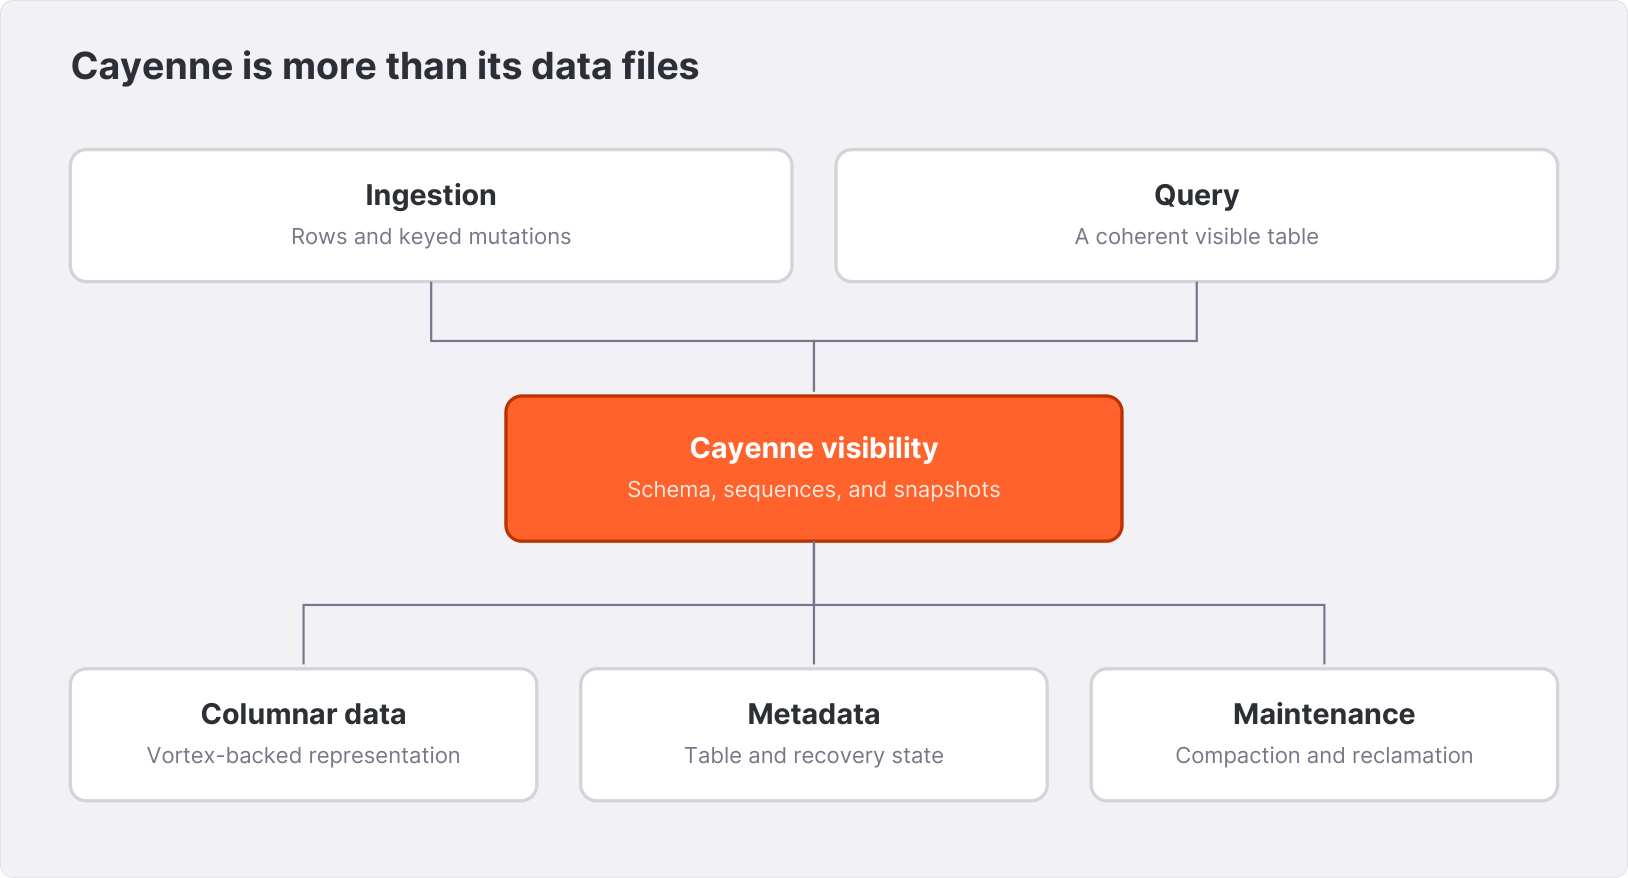 Cayenne is more than its data files
Ingestion
Rows and keyed mutations
Query
A coherent visible table
Cayenne visibility
Schema, sequences, and snapshots
Columnar data
Vortex-backed representation
Metadata
Table and recovery state
Maintenance
Compaction and reclamation